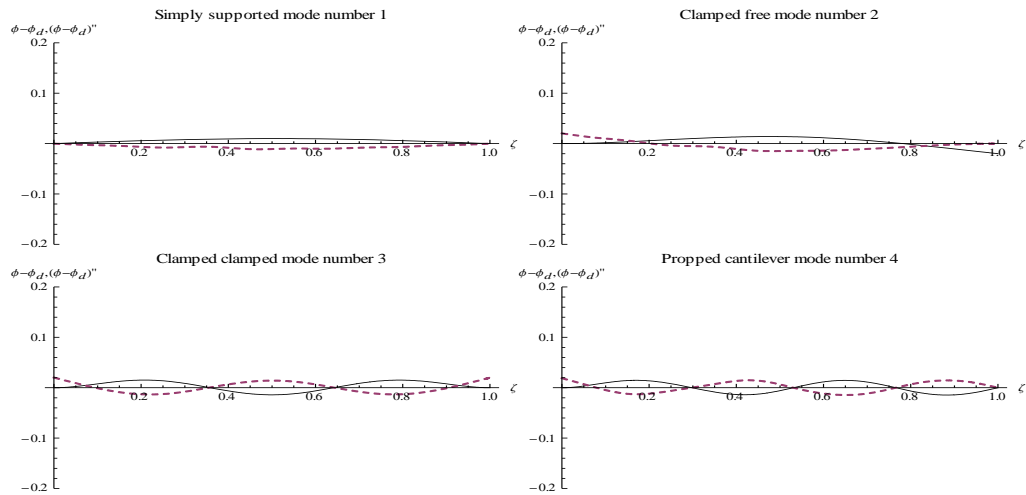 Simply supported mode number 1
ϕ−ϕd,(ϕ−ϕd)"
0.2
0.1
−0.1
−0.2
0.2 0.4 0.6 0.8 1.0 ζ
Clamped free mode number 2
ϕ−ϕd,(ϕ−ϕd)"
0.2
0.1
−0.1
−0.2
0.2 0.4 0.6 0.8 1.0 ζ
Clamped clamped mode number 3
ϕ−ϕd,(ϕ−ϕd)"
0.2
0.1
−0.1
−0.2
0.2 0.4 0.6 0.8 1.0 ζ
Propped cantilever mode number 4
ϕ−ϕd,(ϕ−ϕd)"
0.2
0.1
−0.1
−0.2
0.2 0.4 0.6 0.8 1.0 ζ